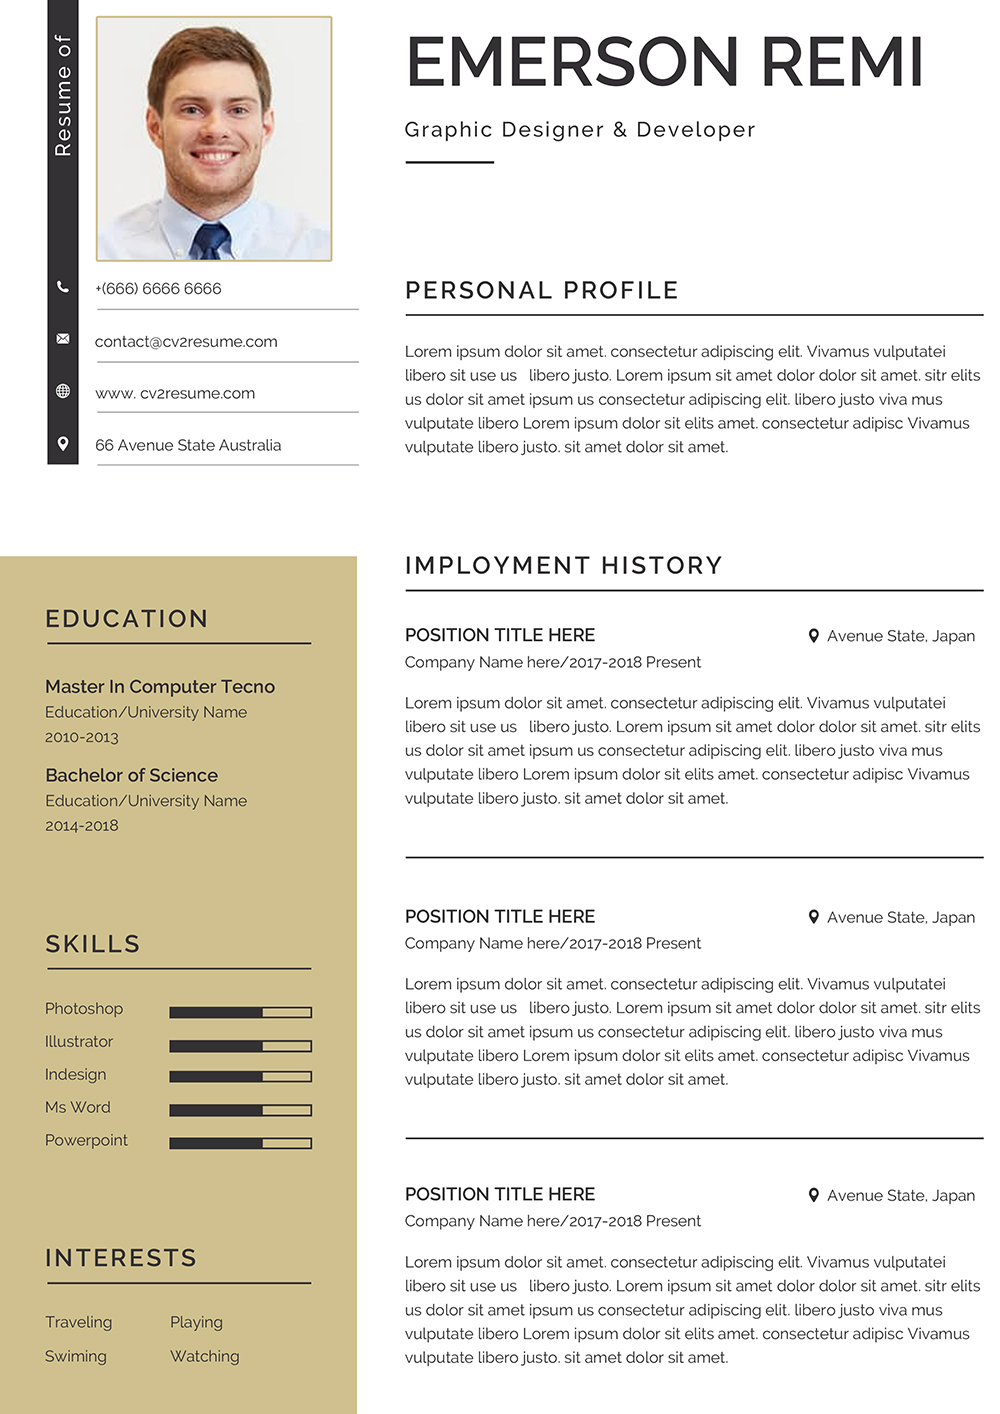 Resume of
+(666) 6666 6666
contact@cv2resume.com
www. cv2resume.com
66 Avenue State Australia
EMERSON REMI
Graphic Designer & Developer
PERSONAL PROFILE
Lorem ipsum dolor sit amet. consectetur adipiscing elit. Vivamus vulputatei
libero sit use us libero justo. Lorem ipsum sit amet dolor dolor sit amet. sitr elits
us dolor sit amet ipsum us consectetur adipiscing elit. libero justo viva mus
vulputate libero Lorem ipsum dolor sit elits amet. consectetur adipisc Vivamus
vulputate libero justo. sit amet dolor sit amet.
EDUCATION
Master In Computer Tecno
Education/University Name
2010-2013
Bachelor of Science
Education/University Name
2014-2018
SKILLS
Photoshop
Illustrator
Indesign
Ms Word
Powerpoint
INTERESTS
Traveling Playing
Swiming Watching
IMPLOYMENT HISTORY
POSITION TITLE HERE Avenue State, Japan
Company Name here/2017-2018 Present
Lorem ipsum dolor sit amet. consectetur adipiscing elit. Vivamus vulputatei
libero sit use us libero justo. Lorem ipsum sit amet dolor dolor sit amet. sitr elits
us dolor sit amet ipsum us consectetur adipiscing elit. libero justo viva mus
vulputate libero Lorem ipsum dolor sit elits amet. consectetur adipisc Vivamus
vulputate libero justo. sit amet dolor sit amet.
POSITION TITLE HERE Avenue State, Japan
Company Name here/2017-2018 Present
Lorem ipsum dolor sit amet. consectetur adipiscing elit. Vivamus vulputatei
libero sit use us libero justo. Lorem ipsum sit amet dolor dolor sit amet. sitr elits
us dolor sit amet ipsum us consectetur adipiscing elit. libero justo viva mus
vulputate libero Lorem ipsum dolor sit elits amet. consectetur adipisc Vivamus
vulputate libero justo. sit amet dolor sit amet.
POSITION TITLE HERE Avenue State, Japan
Company Name here/2017-2018 Present
Lorem ipsum dolor sit amet. consectetur adipiscing elit. Vivamus vulputatei
libero sit use us libero justo. Lorem ipsum sit amet dolor dolor sit amet. sitr elits
us dolor sit amet ipsum us consectetur adipiscing elit. libero justo viva mus
vulputate libero Lorem ipsum dolor sit elits amet. consectetur adipisc Vivamus
vulputate libero justo. sit amet dolor sit amet.